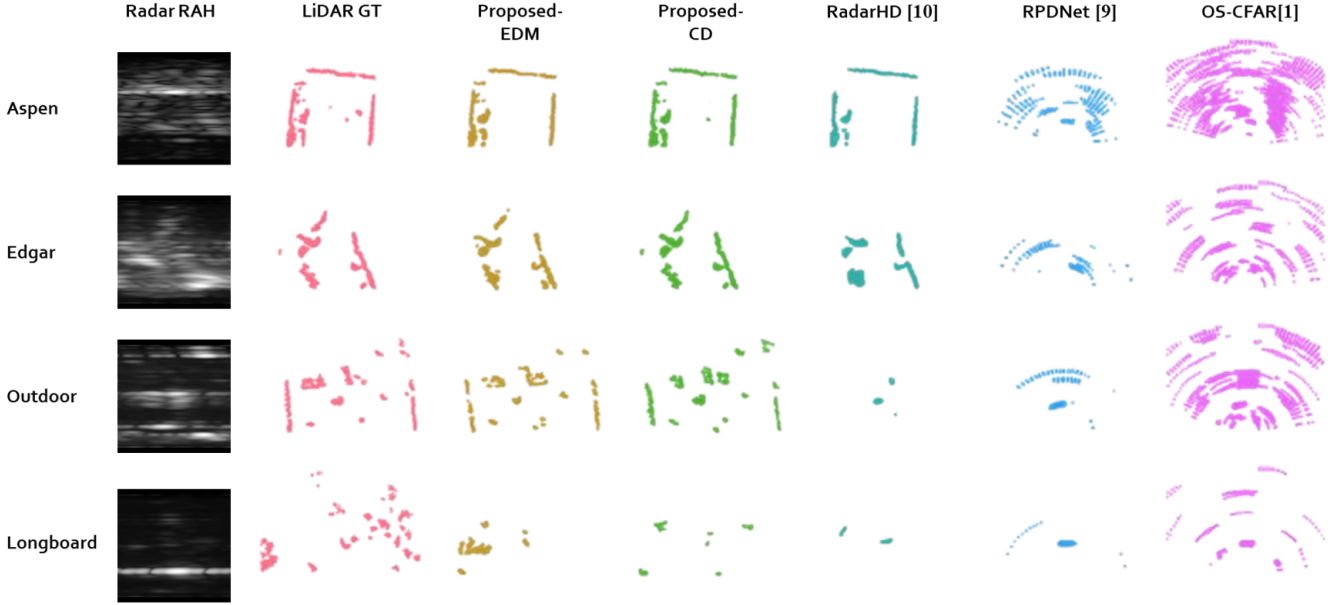 Radar RAH
LiDAR GT
Proposed-
EDM
Proposed-
CD
RadarHD [10]
RPDNet [9]
OS-CFAR[1]
Aspen
Edgar
Outdoor
Longboard